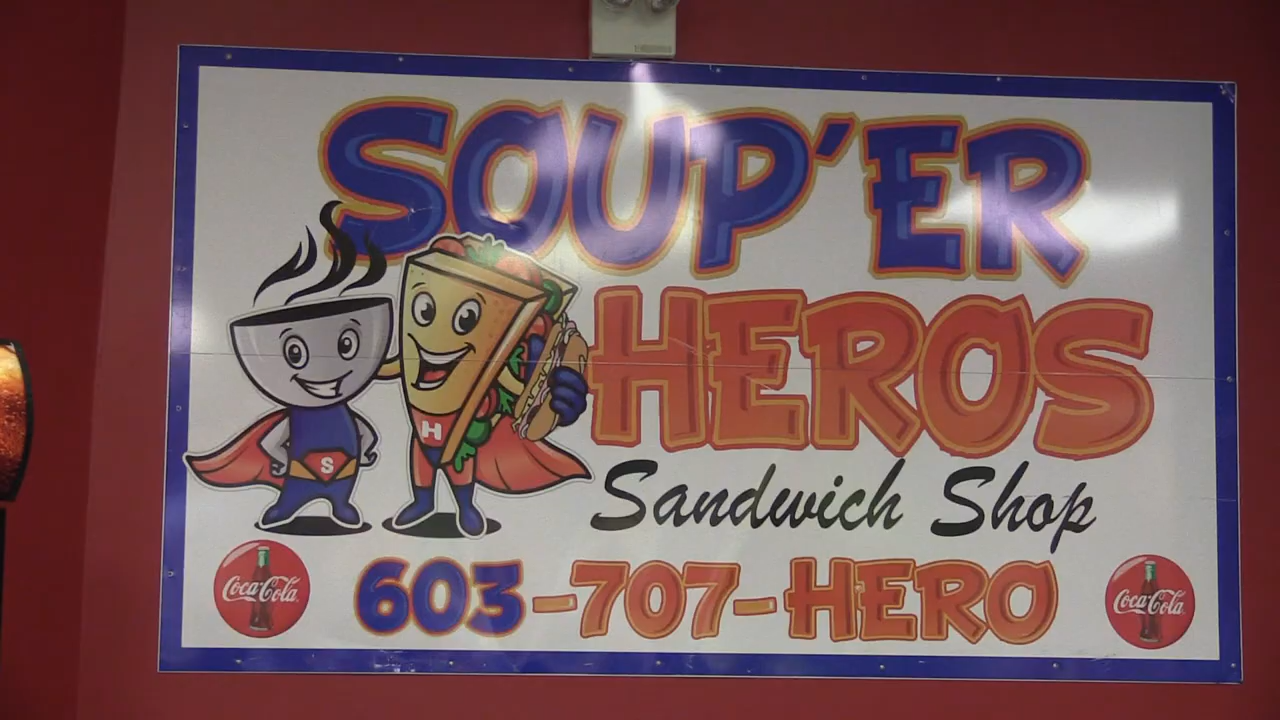 SOUP'ER
HEROS
Sandwich Shop
S
H
Coca-Cola
603-707-HERO
Coca-Cola